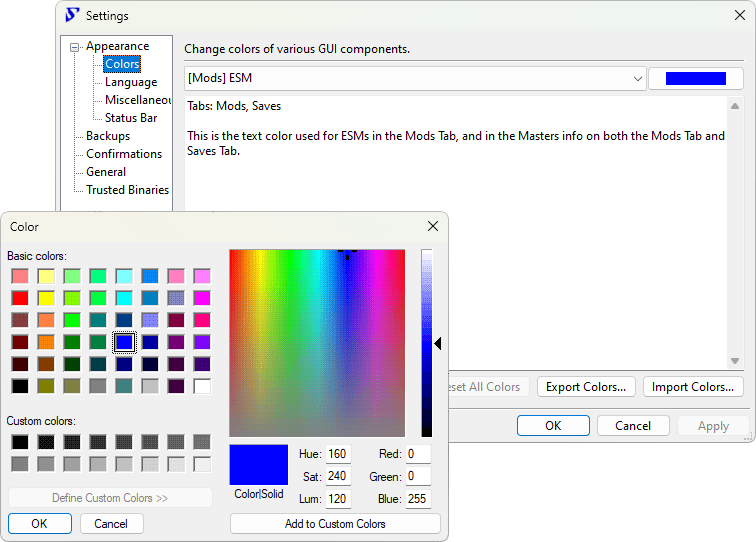 Settings
Appearance
Colors
Language
Miscellaneou
Status Bar
Backups
Confirmations
General
Trusted Binaries
Change colors of various GUI components.
[Mods] ESM
Tabs: Mods, Saves
This is the text color used for ESMs in the Mods Tab, and in the Masters info on both the Mods Tab and
Saves Tab.
eset All Colors
Export Colors...
Import Colors...
OK
Cancel
Apply
Color
Basic colors:
Custom colors:
Define Custom Colors >>
OK
Cancel
Color|Solid
Hue: 160
Sat: 240
Lum: 120
Red: 0
Green: 0
Blue: 255
Add to Custom Colors